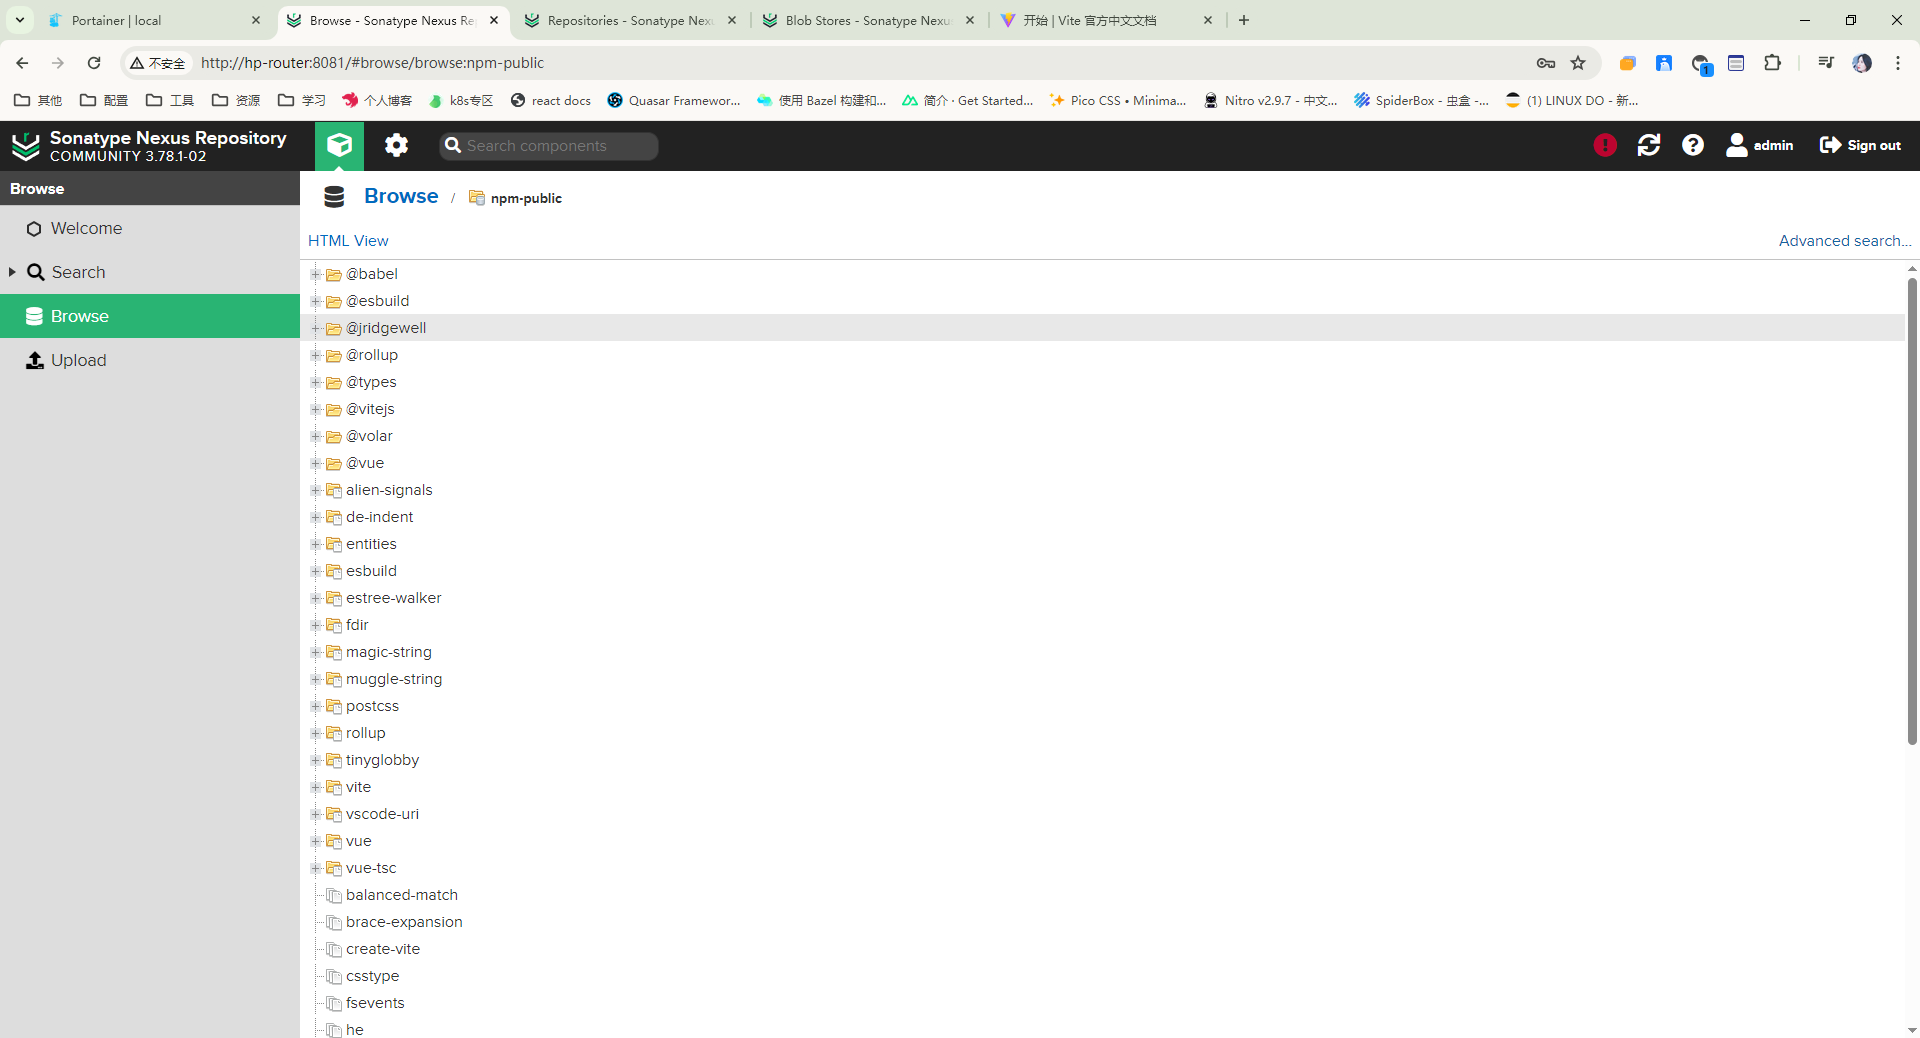 Portainer | local
Browse - Sonatype Nexus Re
Repositories - Sonatype Nexu
Blob Stores - Sonatype Nexus
开始 | Vite 官方中文文档
不安全
http://hp-router:8081/#browse/browse:npm-public
1
其他
配置
工具
资源
学习
个人博客
k8s专区
react docs
Quasar Framewor...
使用 Bazel 构建和...
简介 · Get Started...
Pico CSS • Minima...
Nitro v2.9.7 - 中文...
SpiderBox - 虫盒 -...
(1) LINUX DO - 新...
Sonatype Nexus Repository
COMMUNITY 3.78.1-02
Search components
admin
Sign out
Browse
Welcome
Search
Browse
Upload
Browse / npm-public
HTML View
Advanced search...
@babel
@esbuild
@jridgewell
@rollup
@types
@vitejs
@volar
@vue
alien-signals
de-indent
entities
esbuild
estree-walker
fdir
magic-string
muggle-string
postcss
rollup
tinyglobby
vite
vscode-uri
vue
vue-tsc
balanced-match
brace-expansion
create-vite
csstype
fsevents
he